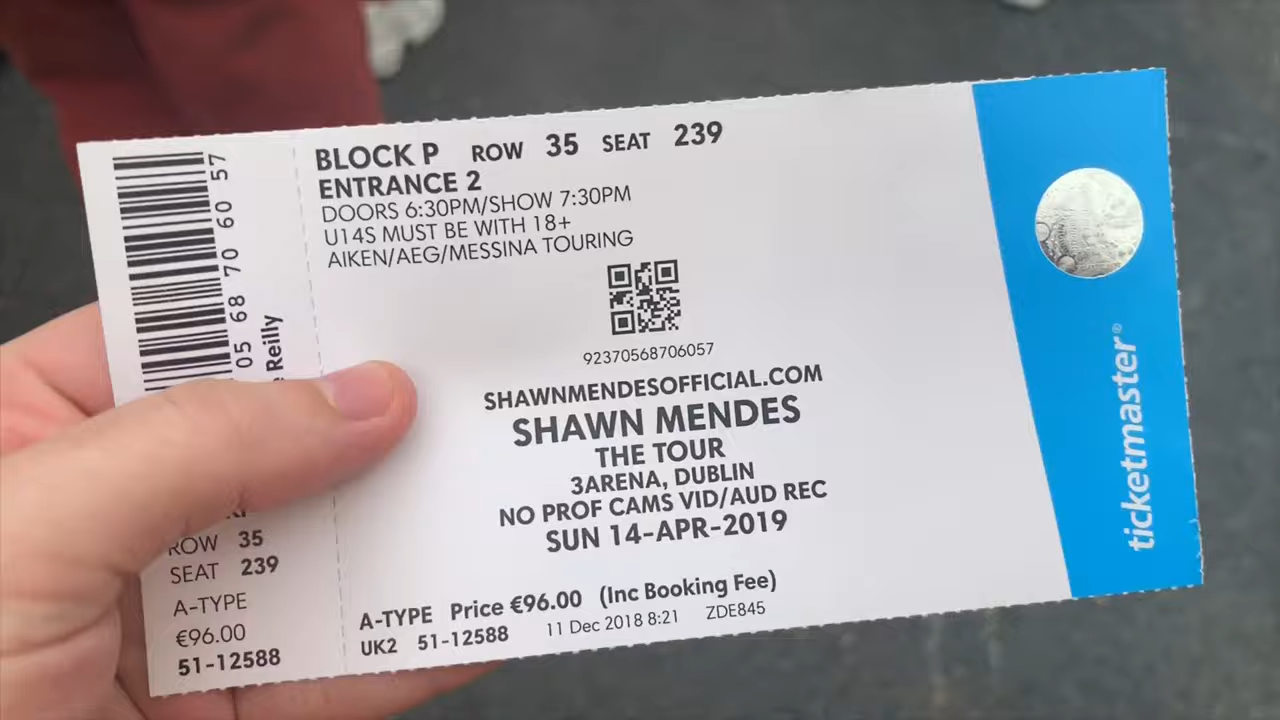 BLOCK P ROW 35 SEAT 239
ENTRANCE 2
DOORS 6:30PM/SHOW 7:30PM
U14S MUST BE WITH 18+
AIKEN/AEG/MESSINA TOURING
92370568706057
SHAWNMENDESOFFICIAL.COM
SHAWN MENDES
THE TOUR
3ARENA, DUBLIN
NO PROF CAMS VID/AUD REC
SUN 14-APR-2019
A-TYPE Price €96.00 (Inc Booking Fee)
UK2 51-12588 11 Dec 2018 8:21 ZDE845
05 68 70 60 57
Reilly
ROW 35
SEAT 239
A-TYPE
€96.00
51-12588
ticketmaster®